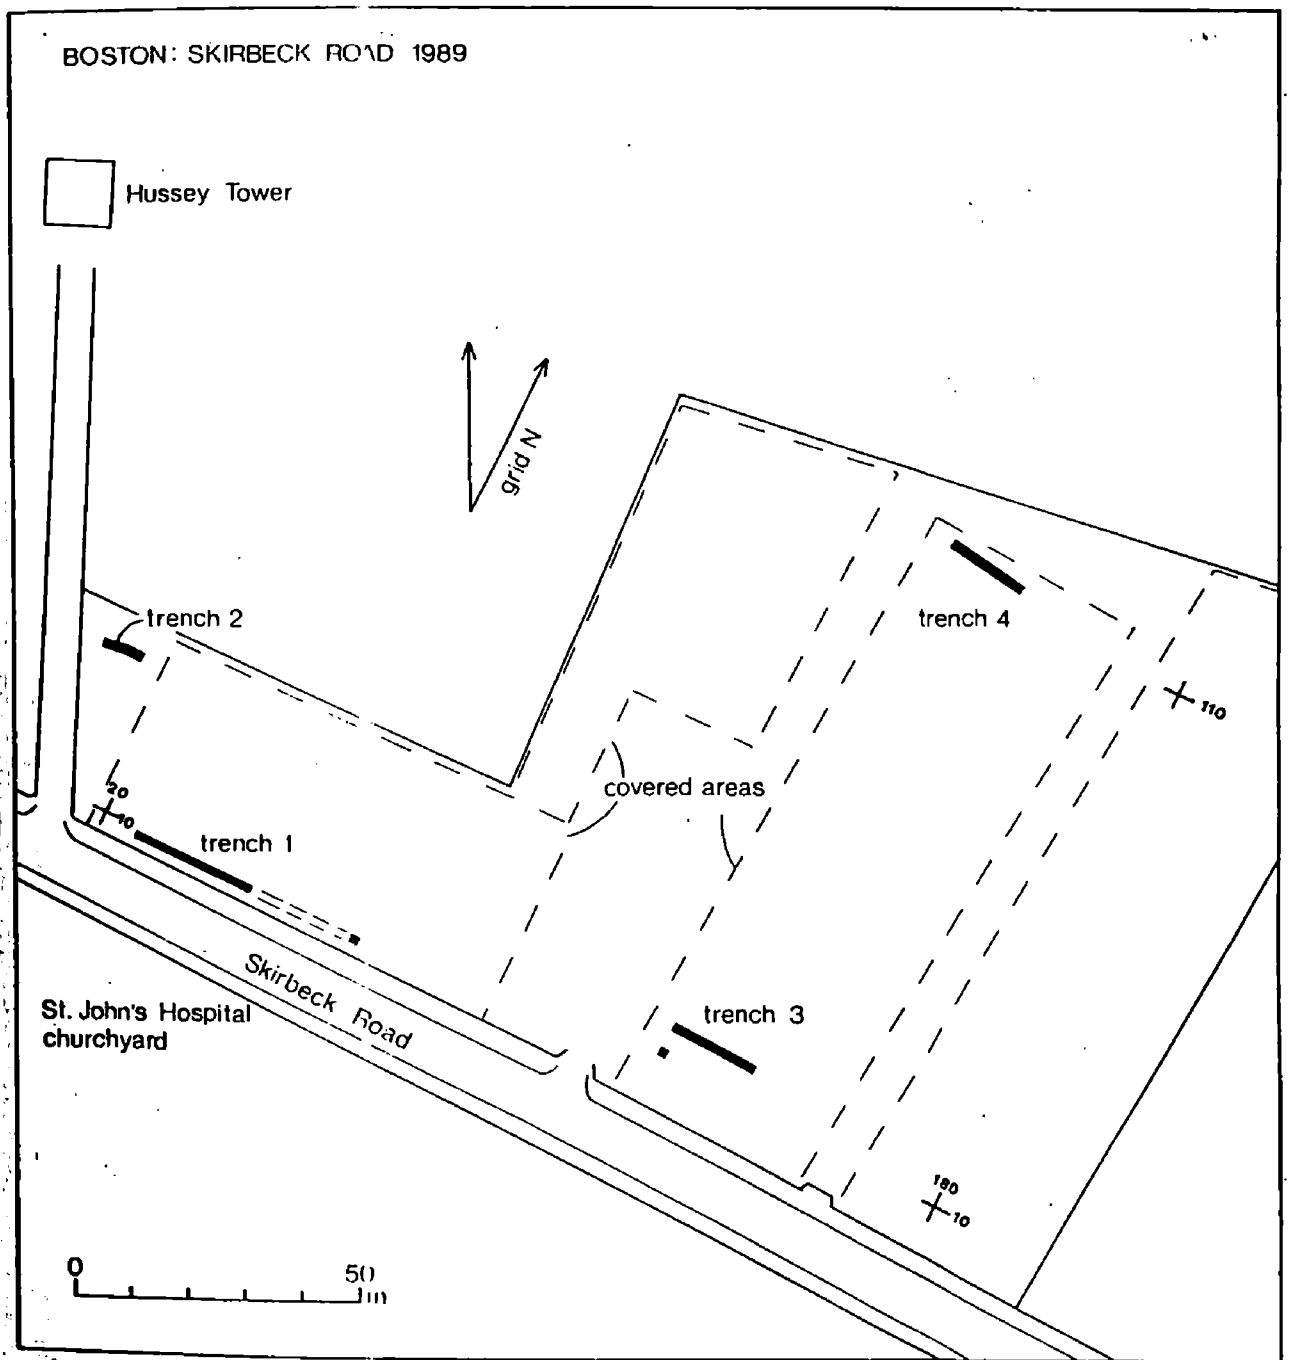 BOSTON: SKIRBECK ROAD 1989
Hussey Tower
grid N
trench 2
trench 4
110
covered areas
20
10
trench 1
Skirbeck Road
St. John's Hospital
churchyard
trench 3
180
10
0
50
m